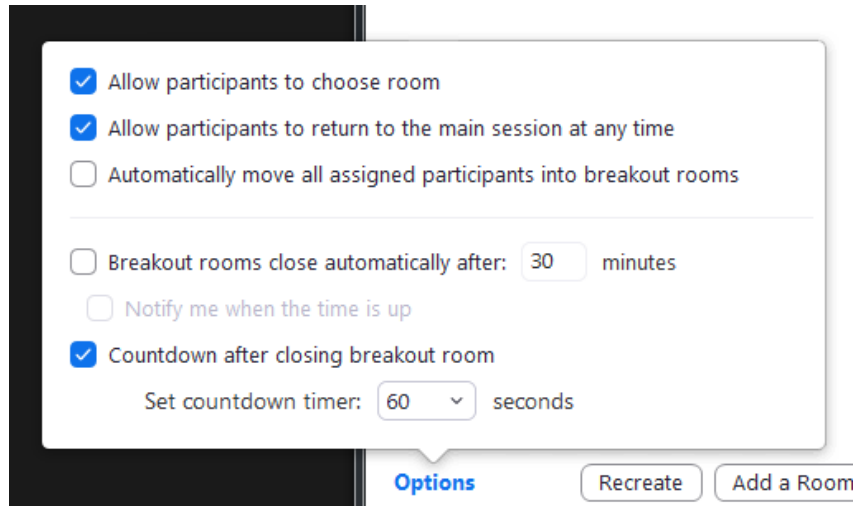 Allow participants to choose room
Allow participants to return to the main session at any time
Automatically move all assigned participants into breakout rooms
Breakout rooms close automatically after: 30 minutes
Notify me when the time is up
Countdown after closing breakout room
Set countdown timer: 60 seconds
Options Recreate Add a Room